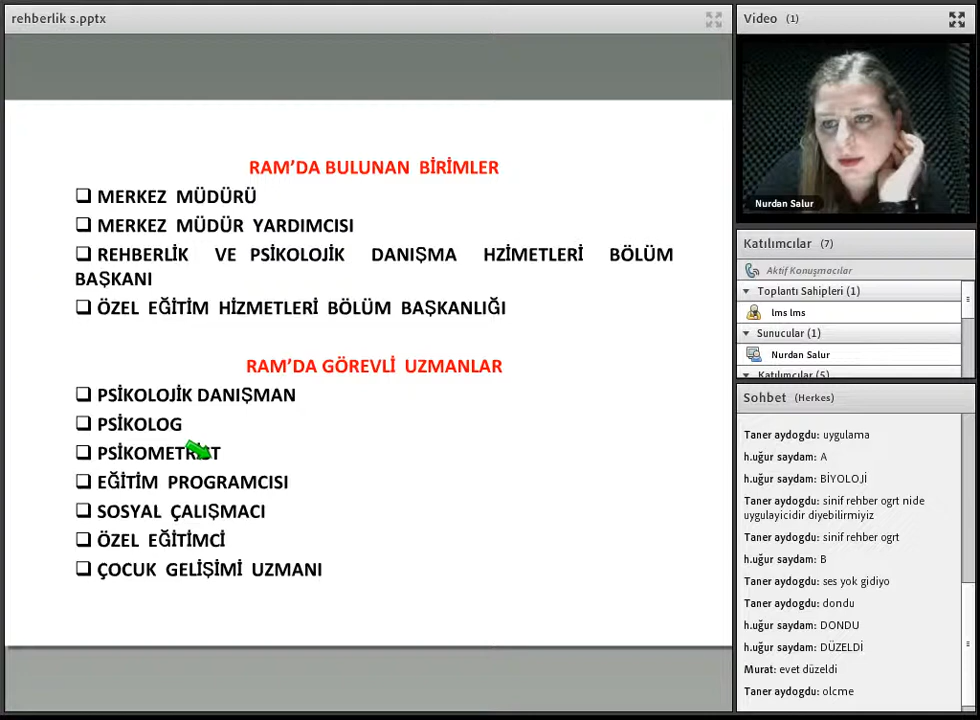 rehberlik s.pptx
RAM’DA BULUNAN BİRİMLER
MERKEZ MÜDÜRÜ
MERKEZ MÜDÜR YARDIMCISI
REHBERLİK VE PSİKOLOJİK DANIŞMA HZİMETLERİ BÖLÜM
BAŞKANI
ÖZEL EĞİTİM HİZMETLERİ BÖLÜM BAŞKANLIĞI
RAM’DA GÖREVLİ UZMANLAR
PSİKOLOJİK DANIŞMAN
PSİKOLOG
PSİKOMETRİST
EĞİTİM PROGRAMCISI
SOSYAL ÇALIŞMACI
ÖZEL EĞİTİMCİ
ÇOCUK GELİŞİMİ UZMANI
Video (1)
Nurdan Salur
Katılımcılar (7)
Aktif Konuşmacılar
Toplantı Sahipleri (1)
lms lms
Sunucular (1)
Nurdan Salur
Katılımcılar (5)
Sohbet (Herkes)
Taner aydogdu: uygulama
h.uğur saydam: A
h.uğur saydam: BİYOLOJİ
Taner aydogdu: sinif rehber ogrt nide
uygulayicidir diyebilirmiyiz
Taner aydogdu: sinif rehber ogrt
h.uğur saydam: B
Taner aydogdu: ses yok gidiyo
Taner aydogdu: dondu
h.uğur saydam: DONDU
h.uğur saydam: DÜZELDİ
Murat: evet düzeldi
Taner aydogdu: olcme